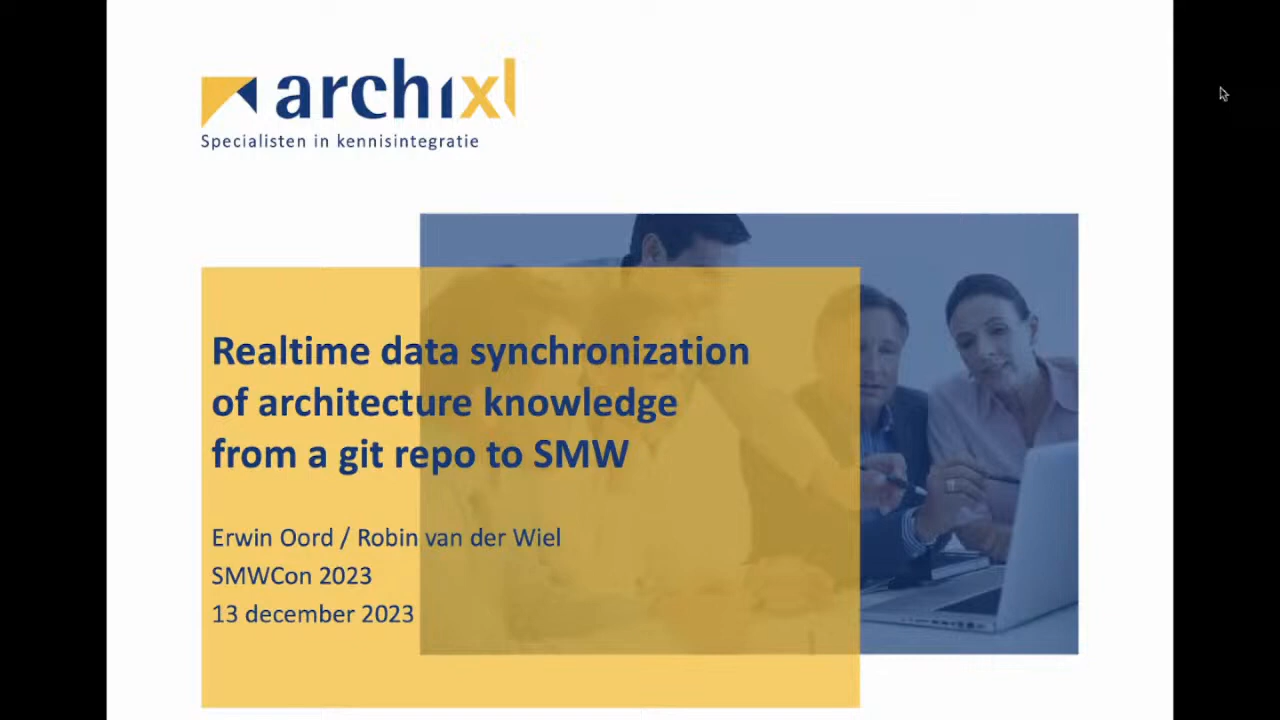 archixl
Specialisten in kennisintegratie
Realtime data synchronization
of architecture knowledge
from a git repo to SMW
Erwin Oord / Robin van der Wiel
SMWCon 2023
13 december 2023